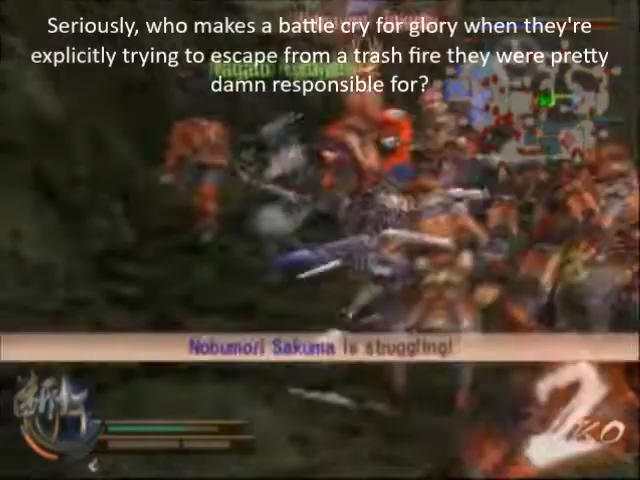 Seriously, who makes a battle cry for glory when they're
explicitly trying to escape from a trash fire they were pretty
damn responsible for?
Nobumori Sakuma is struggling!
2
KO